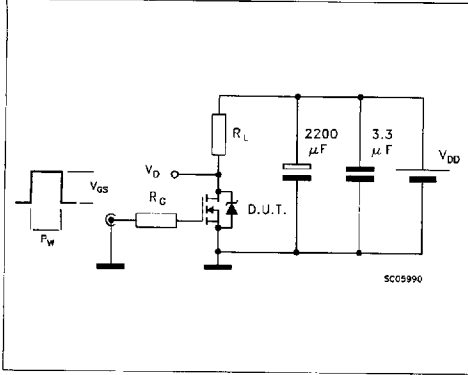 R_L
2200
µF
3.3
µF
V_DD
V_D
V_GS
R_G
D.U.T.
P_W
SC05990